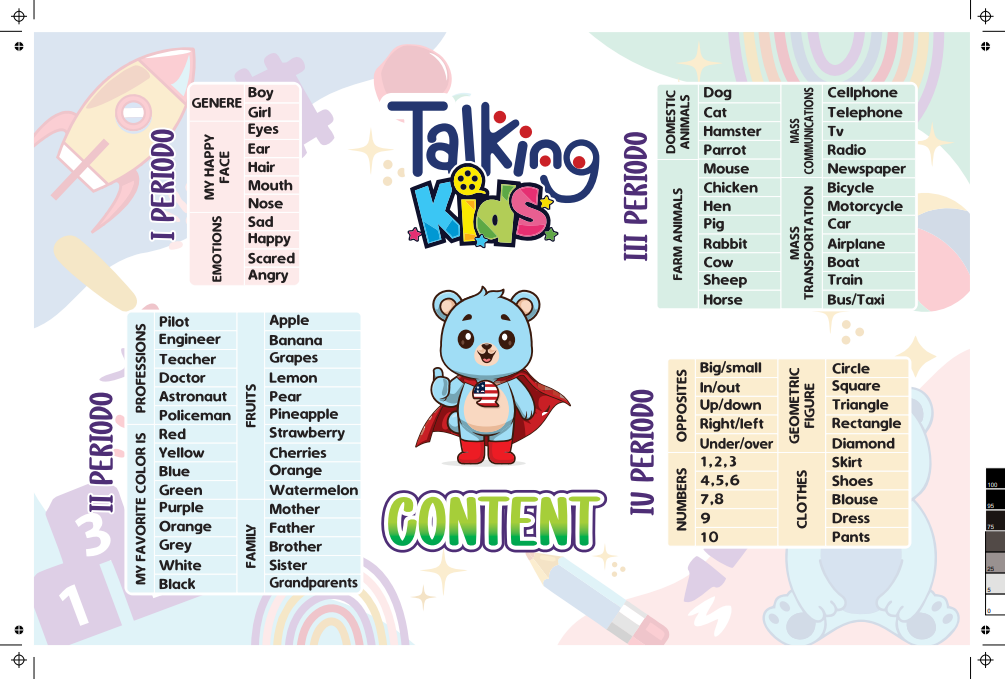 Talking
Kids
CONTENT
I PERIODO
GENERE
Boy
Girl
MY HAPPY
FACE
Eyes
Ear
Hair
Mouth
Nose
EMOTIONS
Sad
Happy
Scared
Angry
II PERIODO
PROFESSIONS
Pilot
Engineer
Teacher
Doctor
Astronaut
Policeman
MY FAVORITE COLOR IS
Red
Yellow
Blue
Green
Purple
Orange
Grey
White
Black
FRUITS
Apple
Banana
Grapes
Lemon
Pear
Pineapple
Strawberry
Cherries
Orange
Watermelon
FAMILY
Mother
Father
Brother
Sister
Grandparents
III PERIODO
DOMESTIC
ANIMALS
Dog
Cat
Hamster
Parrot
FARM ANIMALS
Mouse
Chicken
Hen
Pig
Rabbit
Cow
Sheep
Horse
MASS
COMMUNICATIONS
Cellphone
Telephone
Tv
Radio
Newspaper
MASS
TRANSPORTATION
Bicycle
Motorcycle
Car
Airplane
Boat
Train
Bus/Taxi
IV PERIODO
OPPOSITES
Big/small
In/out
Up/down
Right/left
Under/over
NUMBERS
1,2,3
4,5,6
7,8
9
10
GEOMETRIC
FIGURE
Circle
Square
Triangle
Rectangle
Diamond
CLOTHES
Skirt
Shoes
Blouse
Dress
Pants
3
1
100
95
75
25
5
0